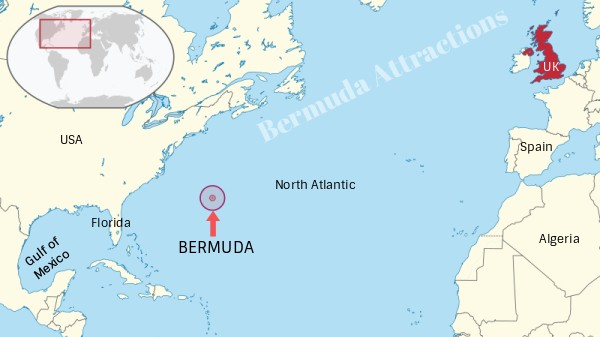 Bermuda Attractions
UK
USA
Spain
North Atlantic
Florida
Algeria
Gulf of
Mexico
BERMUDA